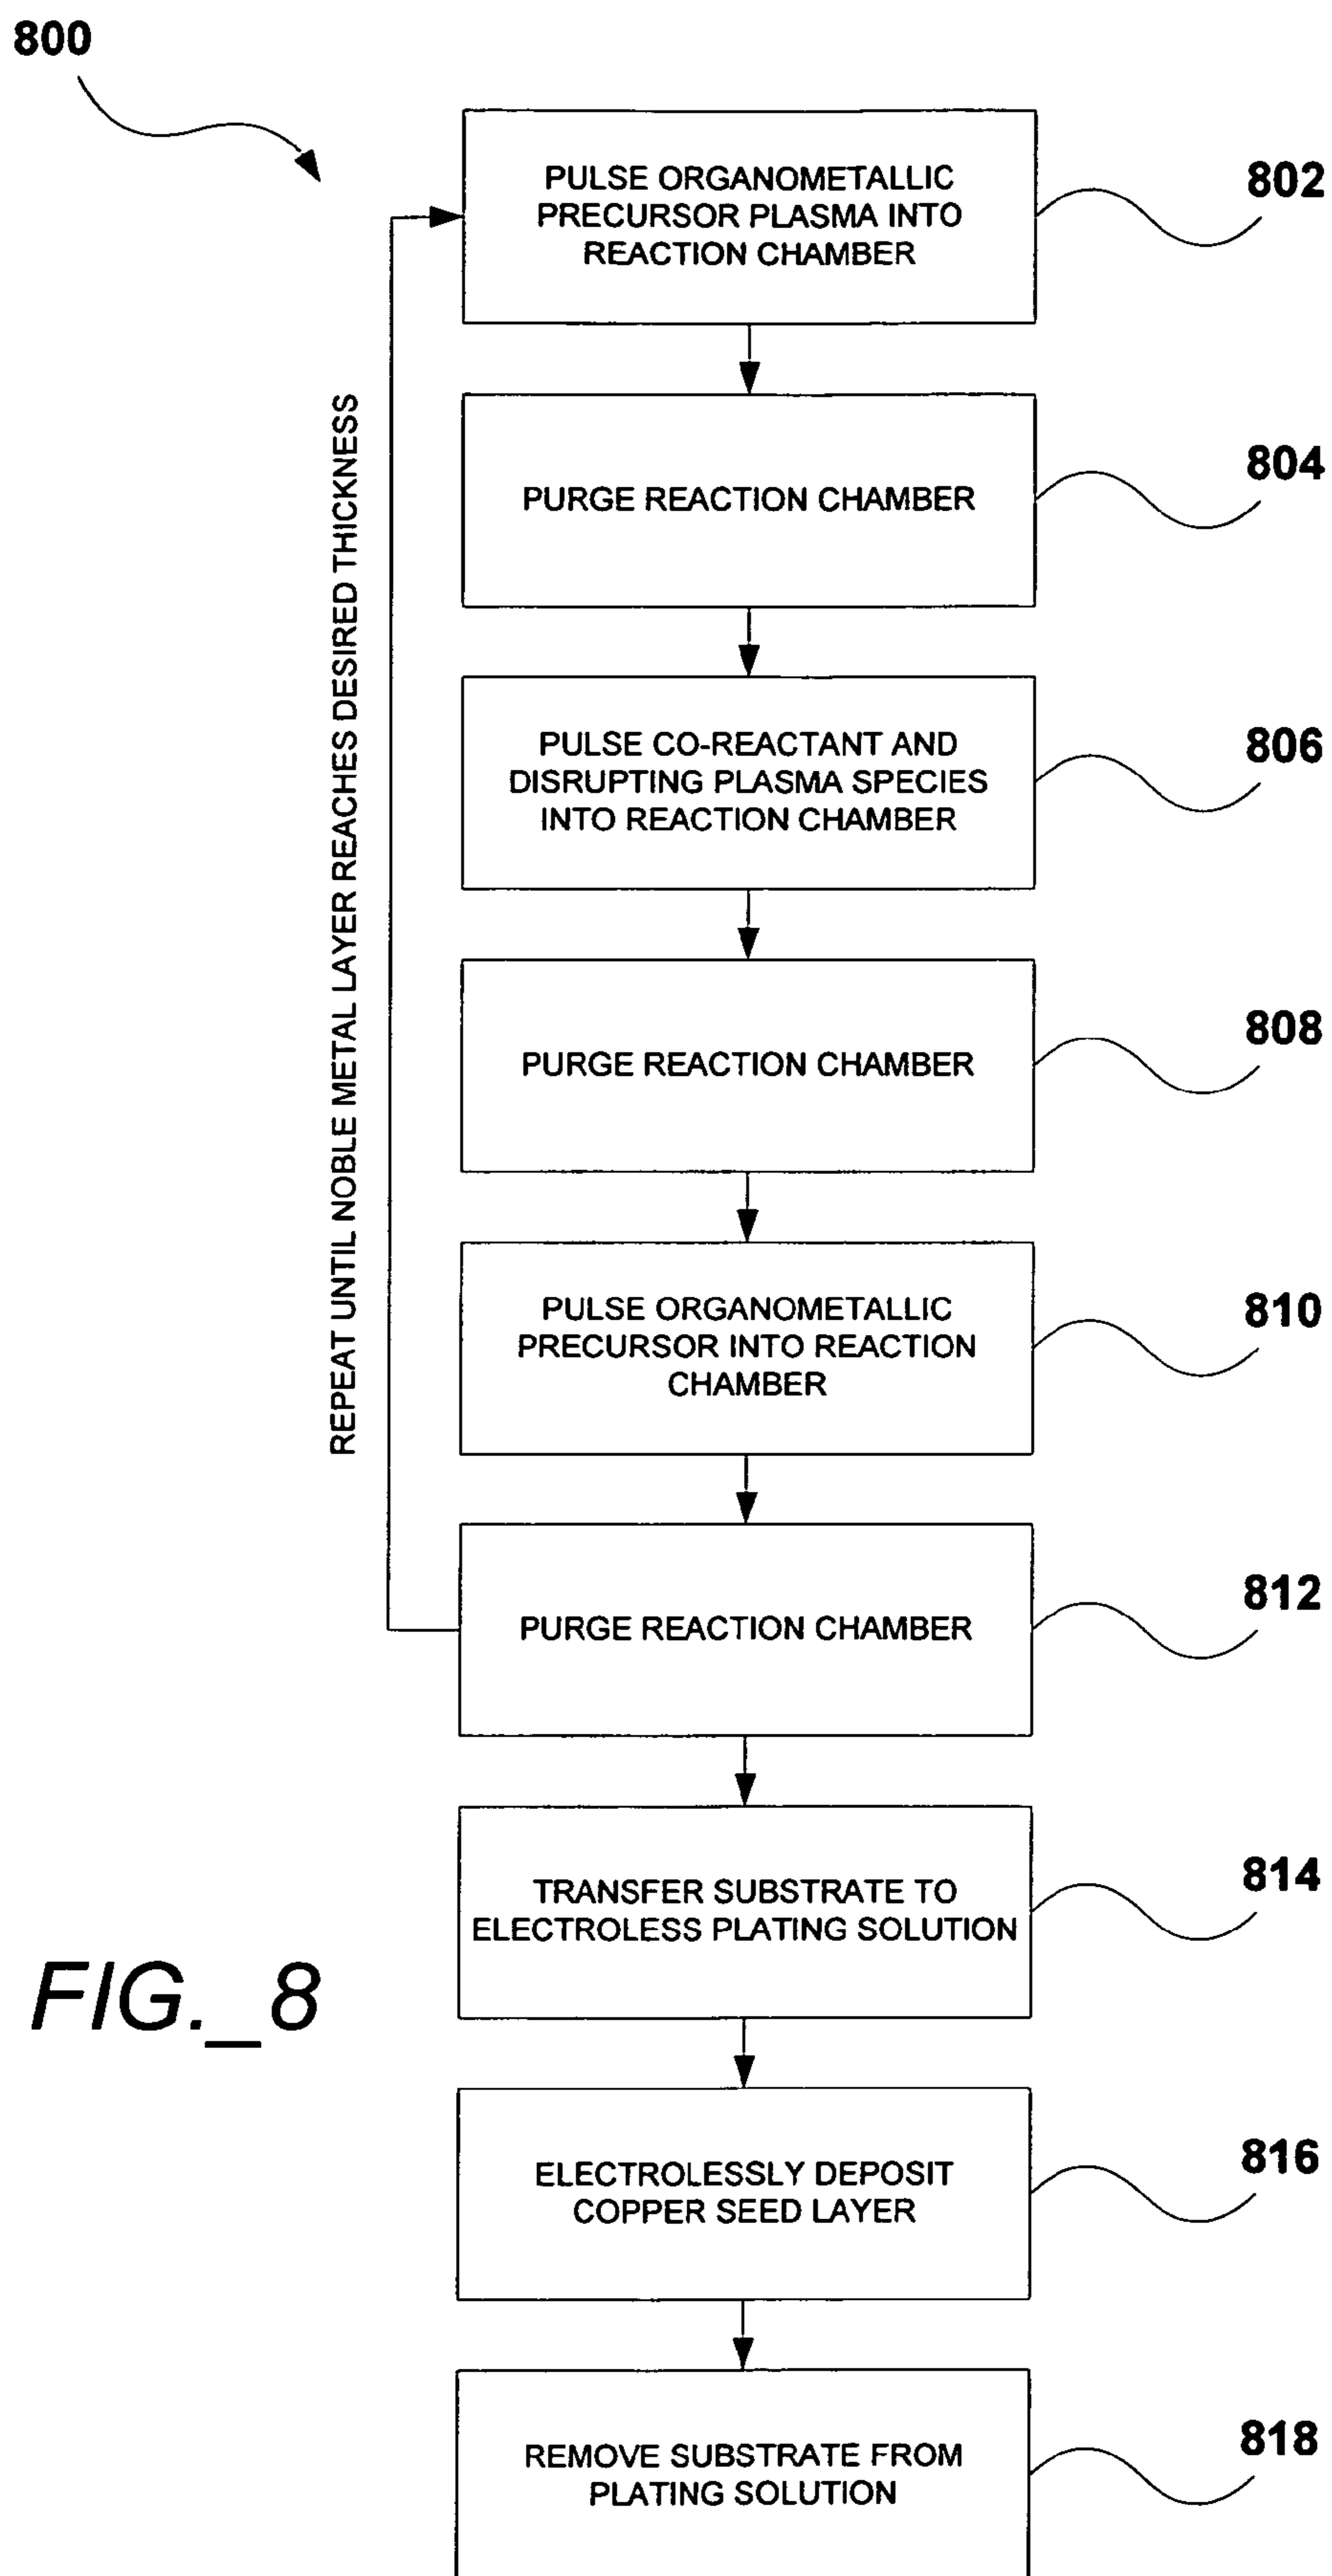 800
PULSE ORGANOMETALLIC
PRECURSOR PLASMA INTO
REACTION CHAMBER
802
PURGE REACTION CHAMBER
804
PULSE CO-REACTANT AND
DISRUPTING PLASMA SPECIES
INTO REACTION CHAMBER
806
PURGE REACTION CHAMBER
808
PULSE ORGANOMETALLIC
PRECURSOR INTO REACTION
CHAMBER
810
PURGE REACTION CHAMBER
812
REPEAT UNTIL NOBLE METAL LAYER REACHES DESIRED THICKNESS
TRANSFER SUBSTRATE TO
ELECTROLESS PLATING SOLUTION
814
ELECTROLESSLY DEPOSIT
COPPER SEED LAYER
816
REMOVE SUBSTRATE FROM
PLATING SOLUTION
818
FIG._8